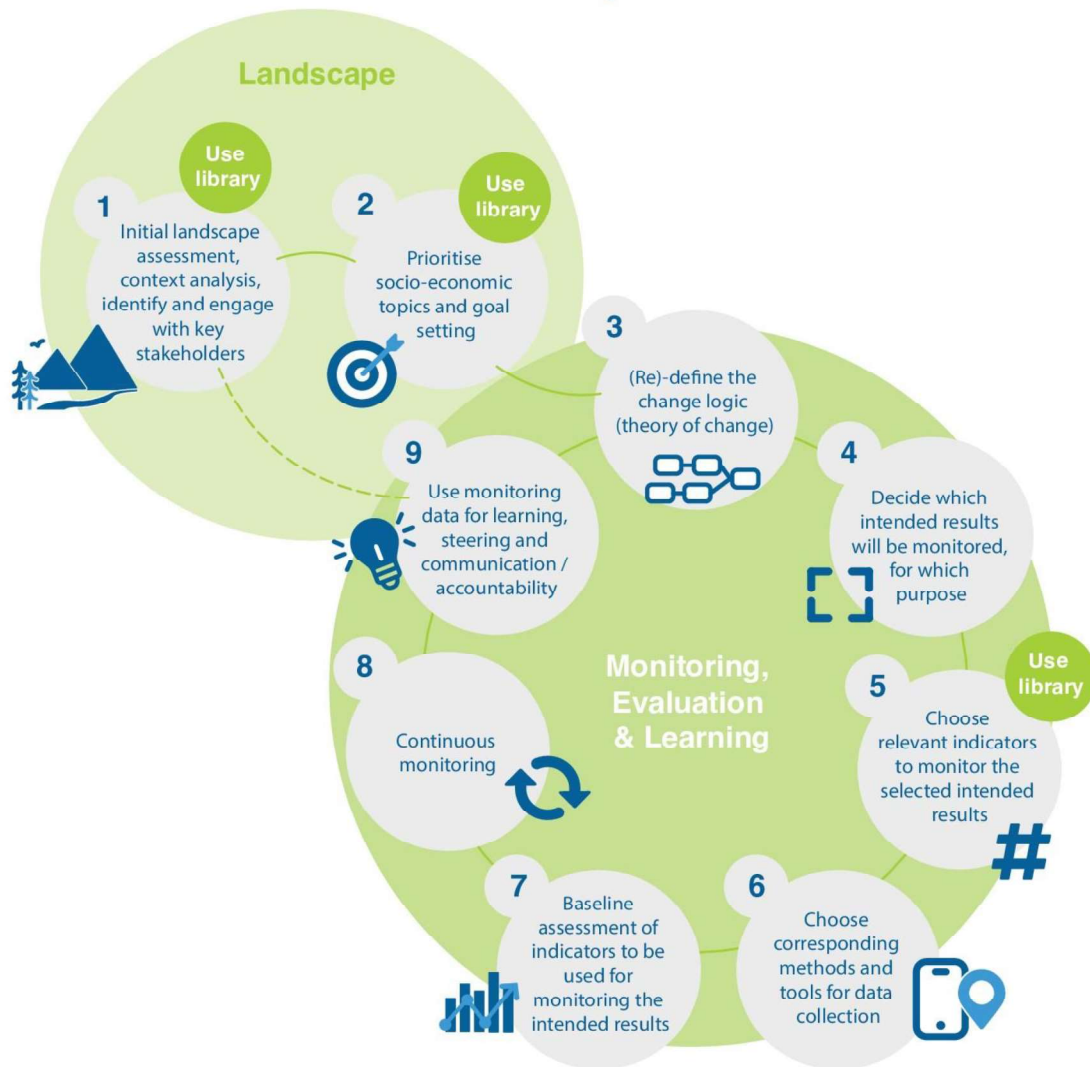 Landscape
Use
library
1
Initial landscape
assessment,
context analysis,
identify and engage
with key
stakeholders
Use
library
2
Prioritise
socio-economic
topics and goal
setting
3
(Re)-define the
change logic
(theory of change)
4
Decide which
intended results
will be monitored,
for which
purpose
Use
library
5
Choose
relevant indicators
to monitor the
selected intended
results
6
Choose
corresponding
methods and
tools for data
collection
7
Baseline
assessment of
indicators to be
used for
monitoring the
intended results
8
Continuous
monitoring
9
Use monitoring
data for learning,
steering and
communication /
accountability
Monitoring,
Evaluation
& Learning
#